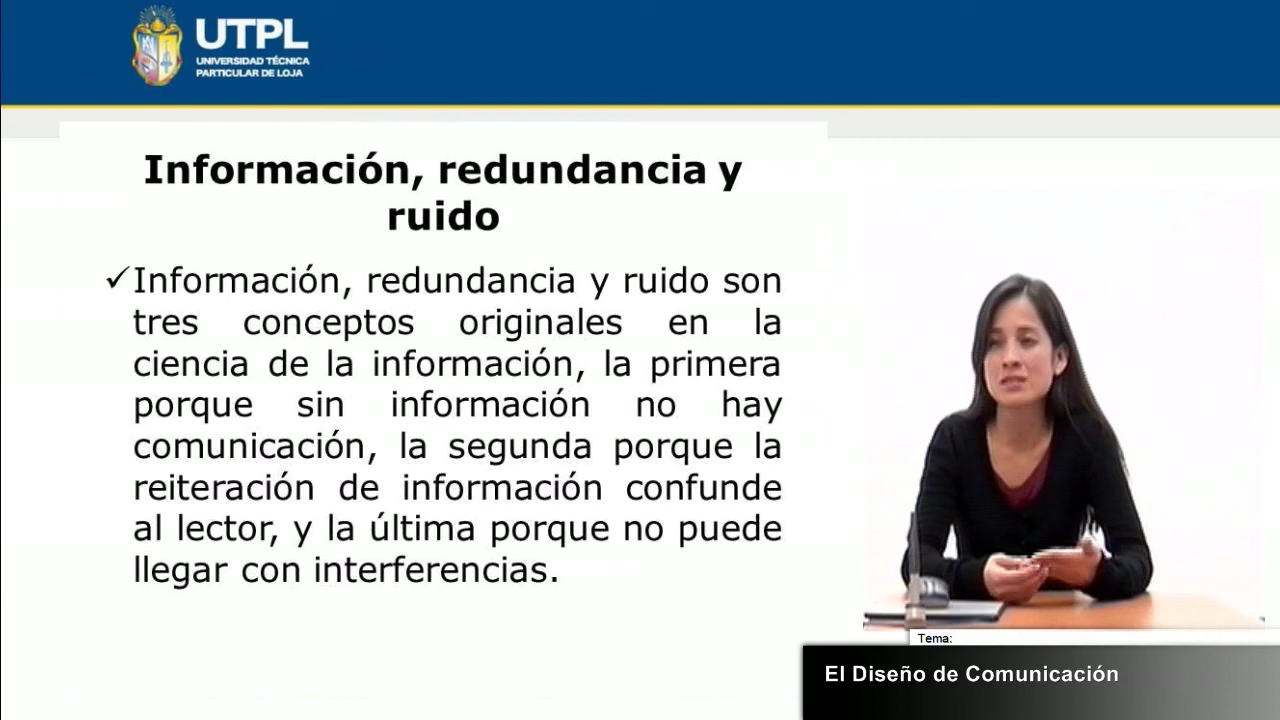 UTPL
UNIVERSIDAD TÉCNICA
PARTICULAR DE LOJA
Información, redundancia y
ruido
✓Información, redundancia y ruido son
tres conceptos originales en la
ciencia de la información, la primera
porque sin información no hay
comunicación, la segunda porque la
reiteración de información confunde
al lector, y la última porque no puede
llegar con interferencias.
Tema:
El Diseño de Comunicación